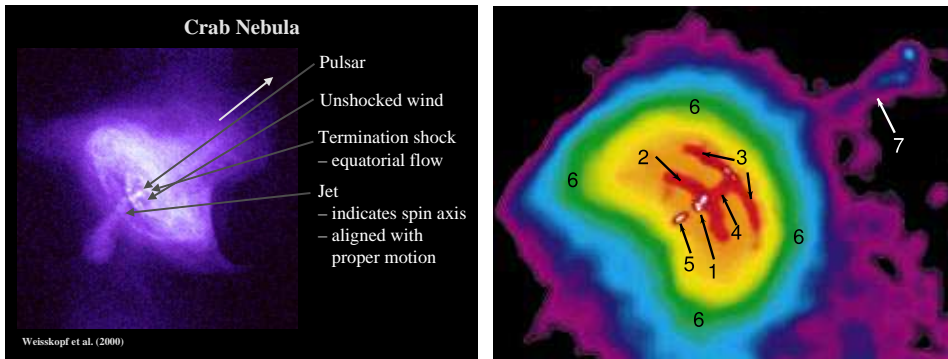 Crab Nebula
Pulsar
Unshocked wind
Termination shock
– equatorial flow
Jet
– indicates spin axis
– aligned with
proper motion
Weisskopf et al. (2000)
6
7
2
3
6
6
4
5
1
6